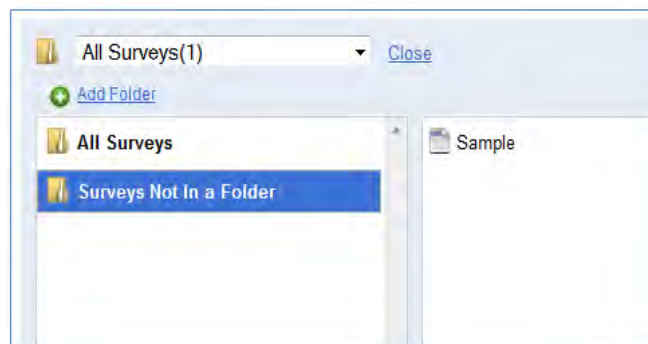 All Surveys(1) Close
Add Folder
All Surveys
Surveys Not In a Folder
Sample